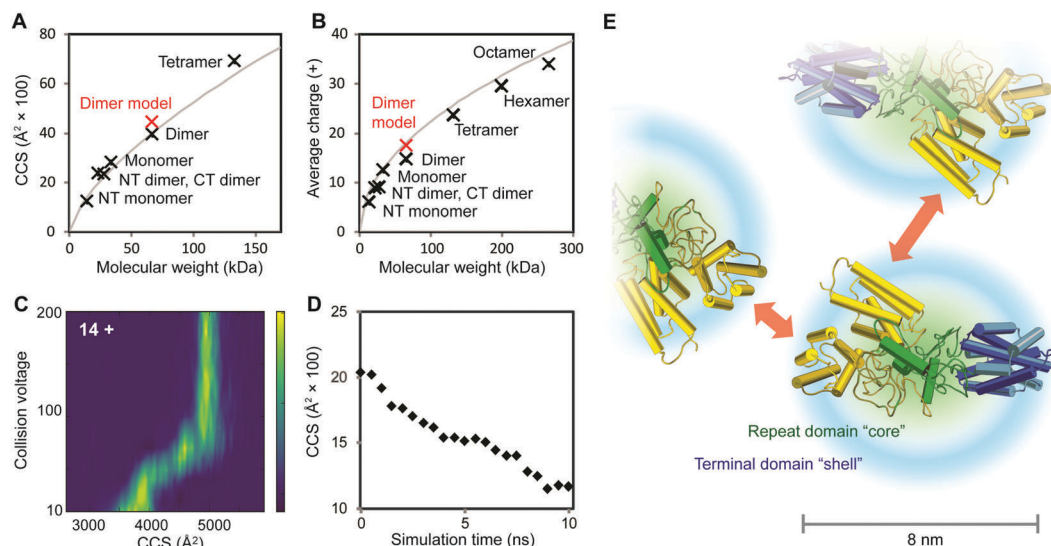 A
CCS (Å² × 100)
80
60
40
20
0
0
50
100
150
Molecular weight (kDa)
Tetramer
Dimer model
Dimer
Monomer
NT dimer, CT dimer
NT monomer
B
Average charge (+)
40
30
20
10
0
0
100
200
300
Molecular weight (kDa)
Octamer
Hexamer
Dimer
model
Tetramer
Dimer
Monomer
NT dimer, CT dimer
NT monomer
C
14 +
Collision voltage
200
100
10
3000
4000
5000
CCS (Å²)
D
CCS (Å² × 100)
25
20
15
10
0
5
10
Simulation time (ns)
E
Repeat domain “core”
Terminal domain “shell”
8 nm